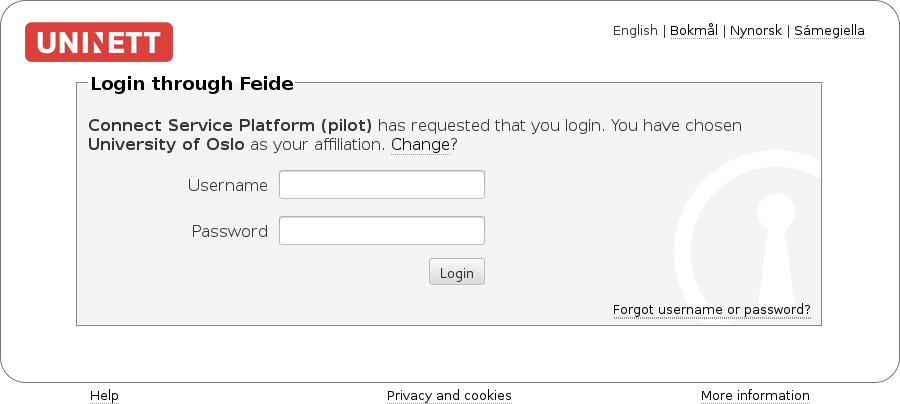 UNINETT
English | Bokmål | Nynorsk | Sámegiella
Login through Feide
Connect Service Platform (pilot) has requested that you login. You have chosen
University of Oslo as your affiliation. Change?
Username
Password
Login
Forgot username or password?
Help Privacy and cookies More information